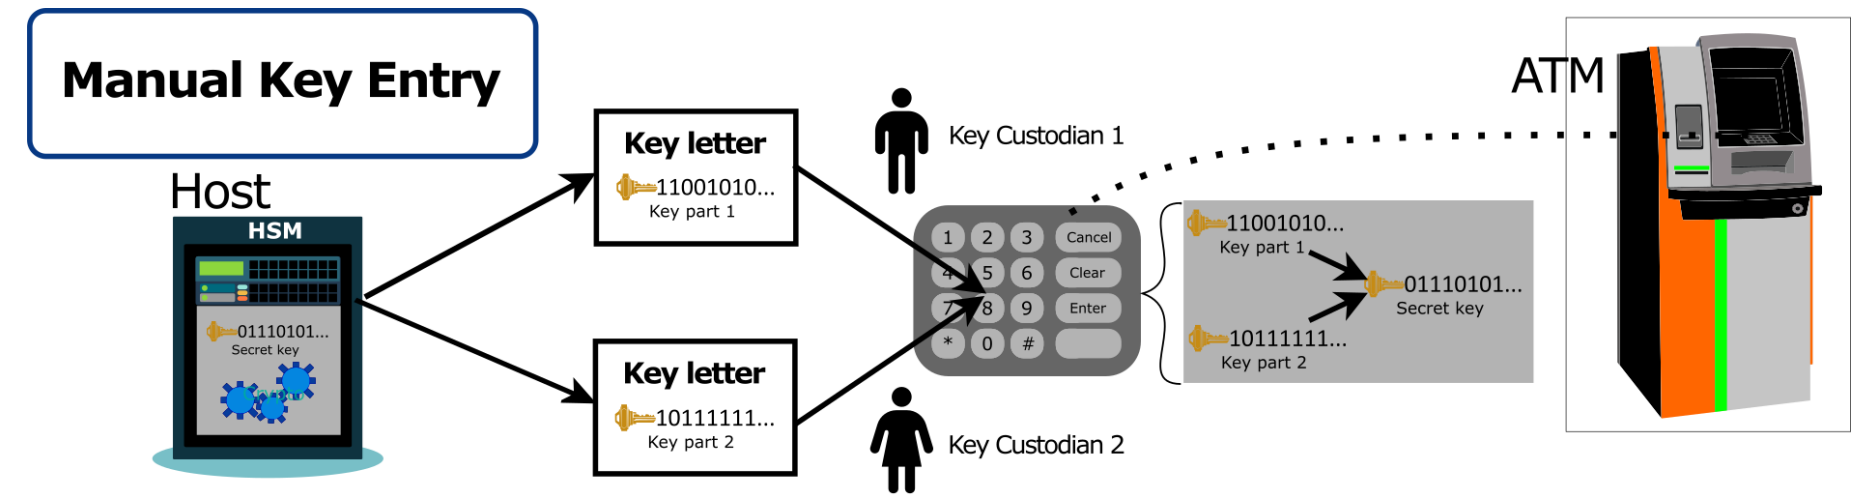 Manual Key Entry
Host
HSM
01110101...
Secret key
Crypto
Key letter
11001010...
Key part 1
Key letter
10111111...
Key part 2
Key Custodian 1
Key Custodian 2
1 2 3 Cancel
4 5 6 Clear
7 8 9 Enter
* 0 #
11001010...
Key part 1
01110101...
Secret key
10111111...
Key part 2
ATM